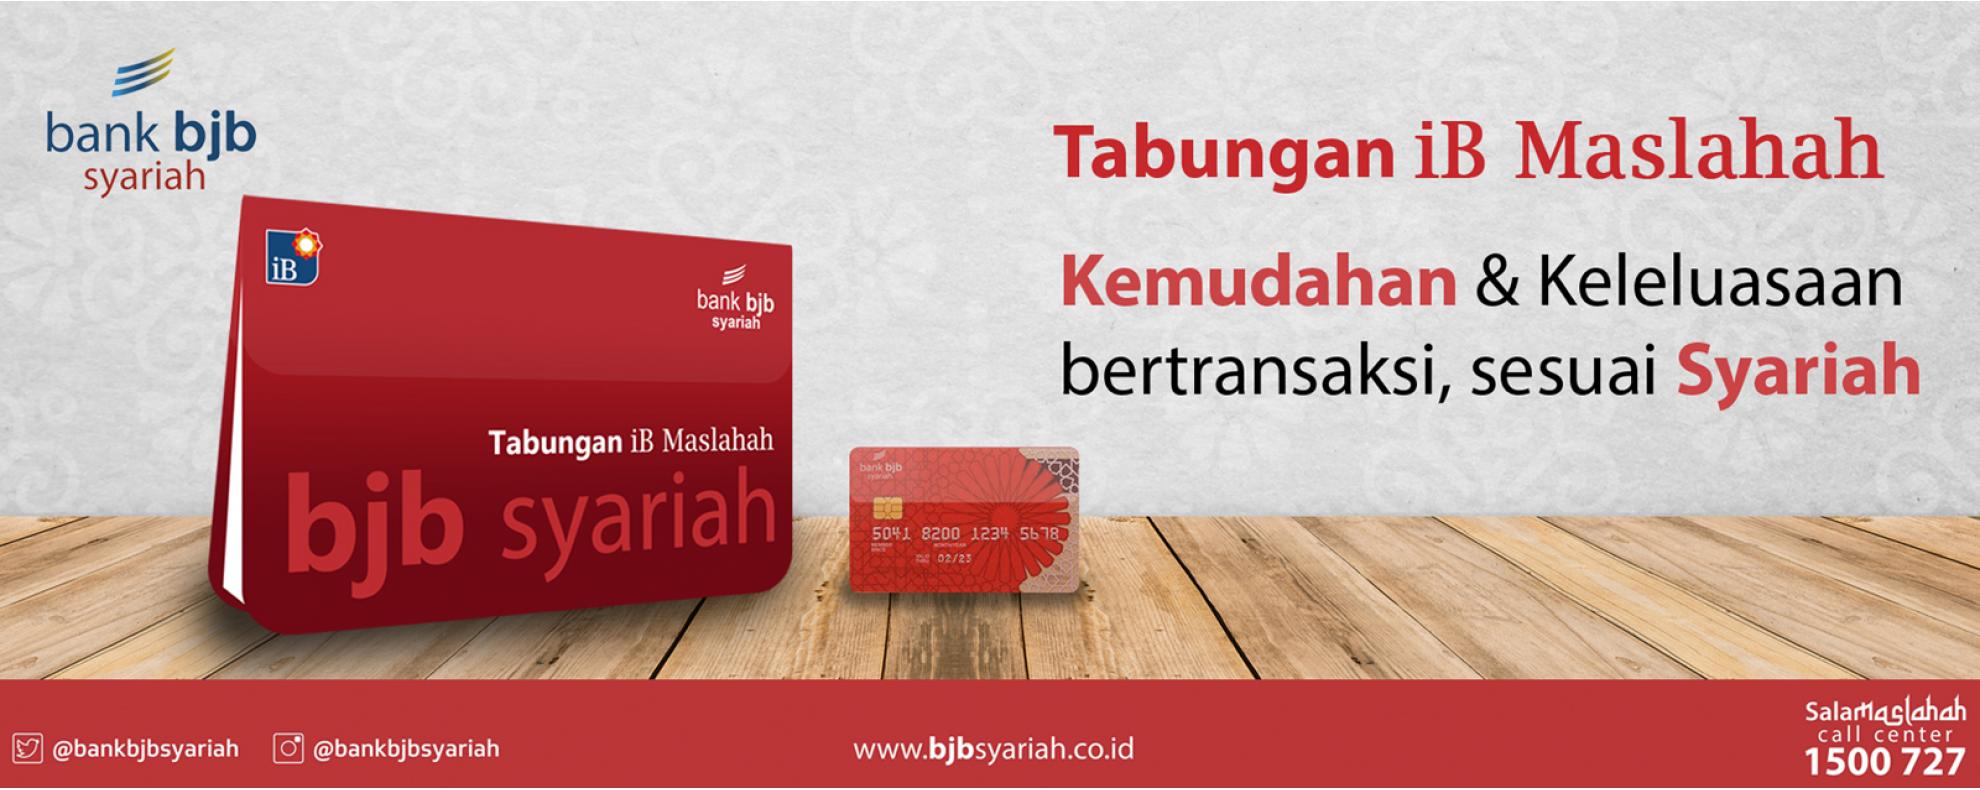 bank bjb
syariah
Tabungan iB Maslahah
Kemudahan & Keleluasaan
bertransaksi, sesuai Syariah
iB
bank bjb
syariah
Tabungan iB Maslahah
bjb syariah
bank bjb
syariah
5041 8200 1234 5678
02/23
@bankbjbsyariah
@bankbjbsyariah
www.bjbsyariah.co.id
SalaMaslahah
call center
1500 727